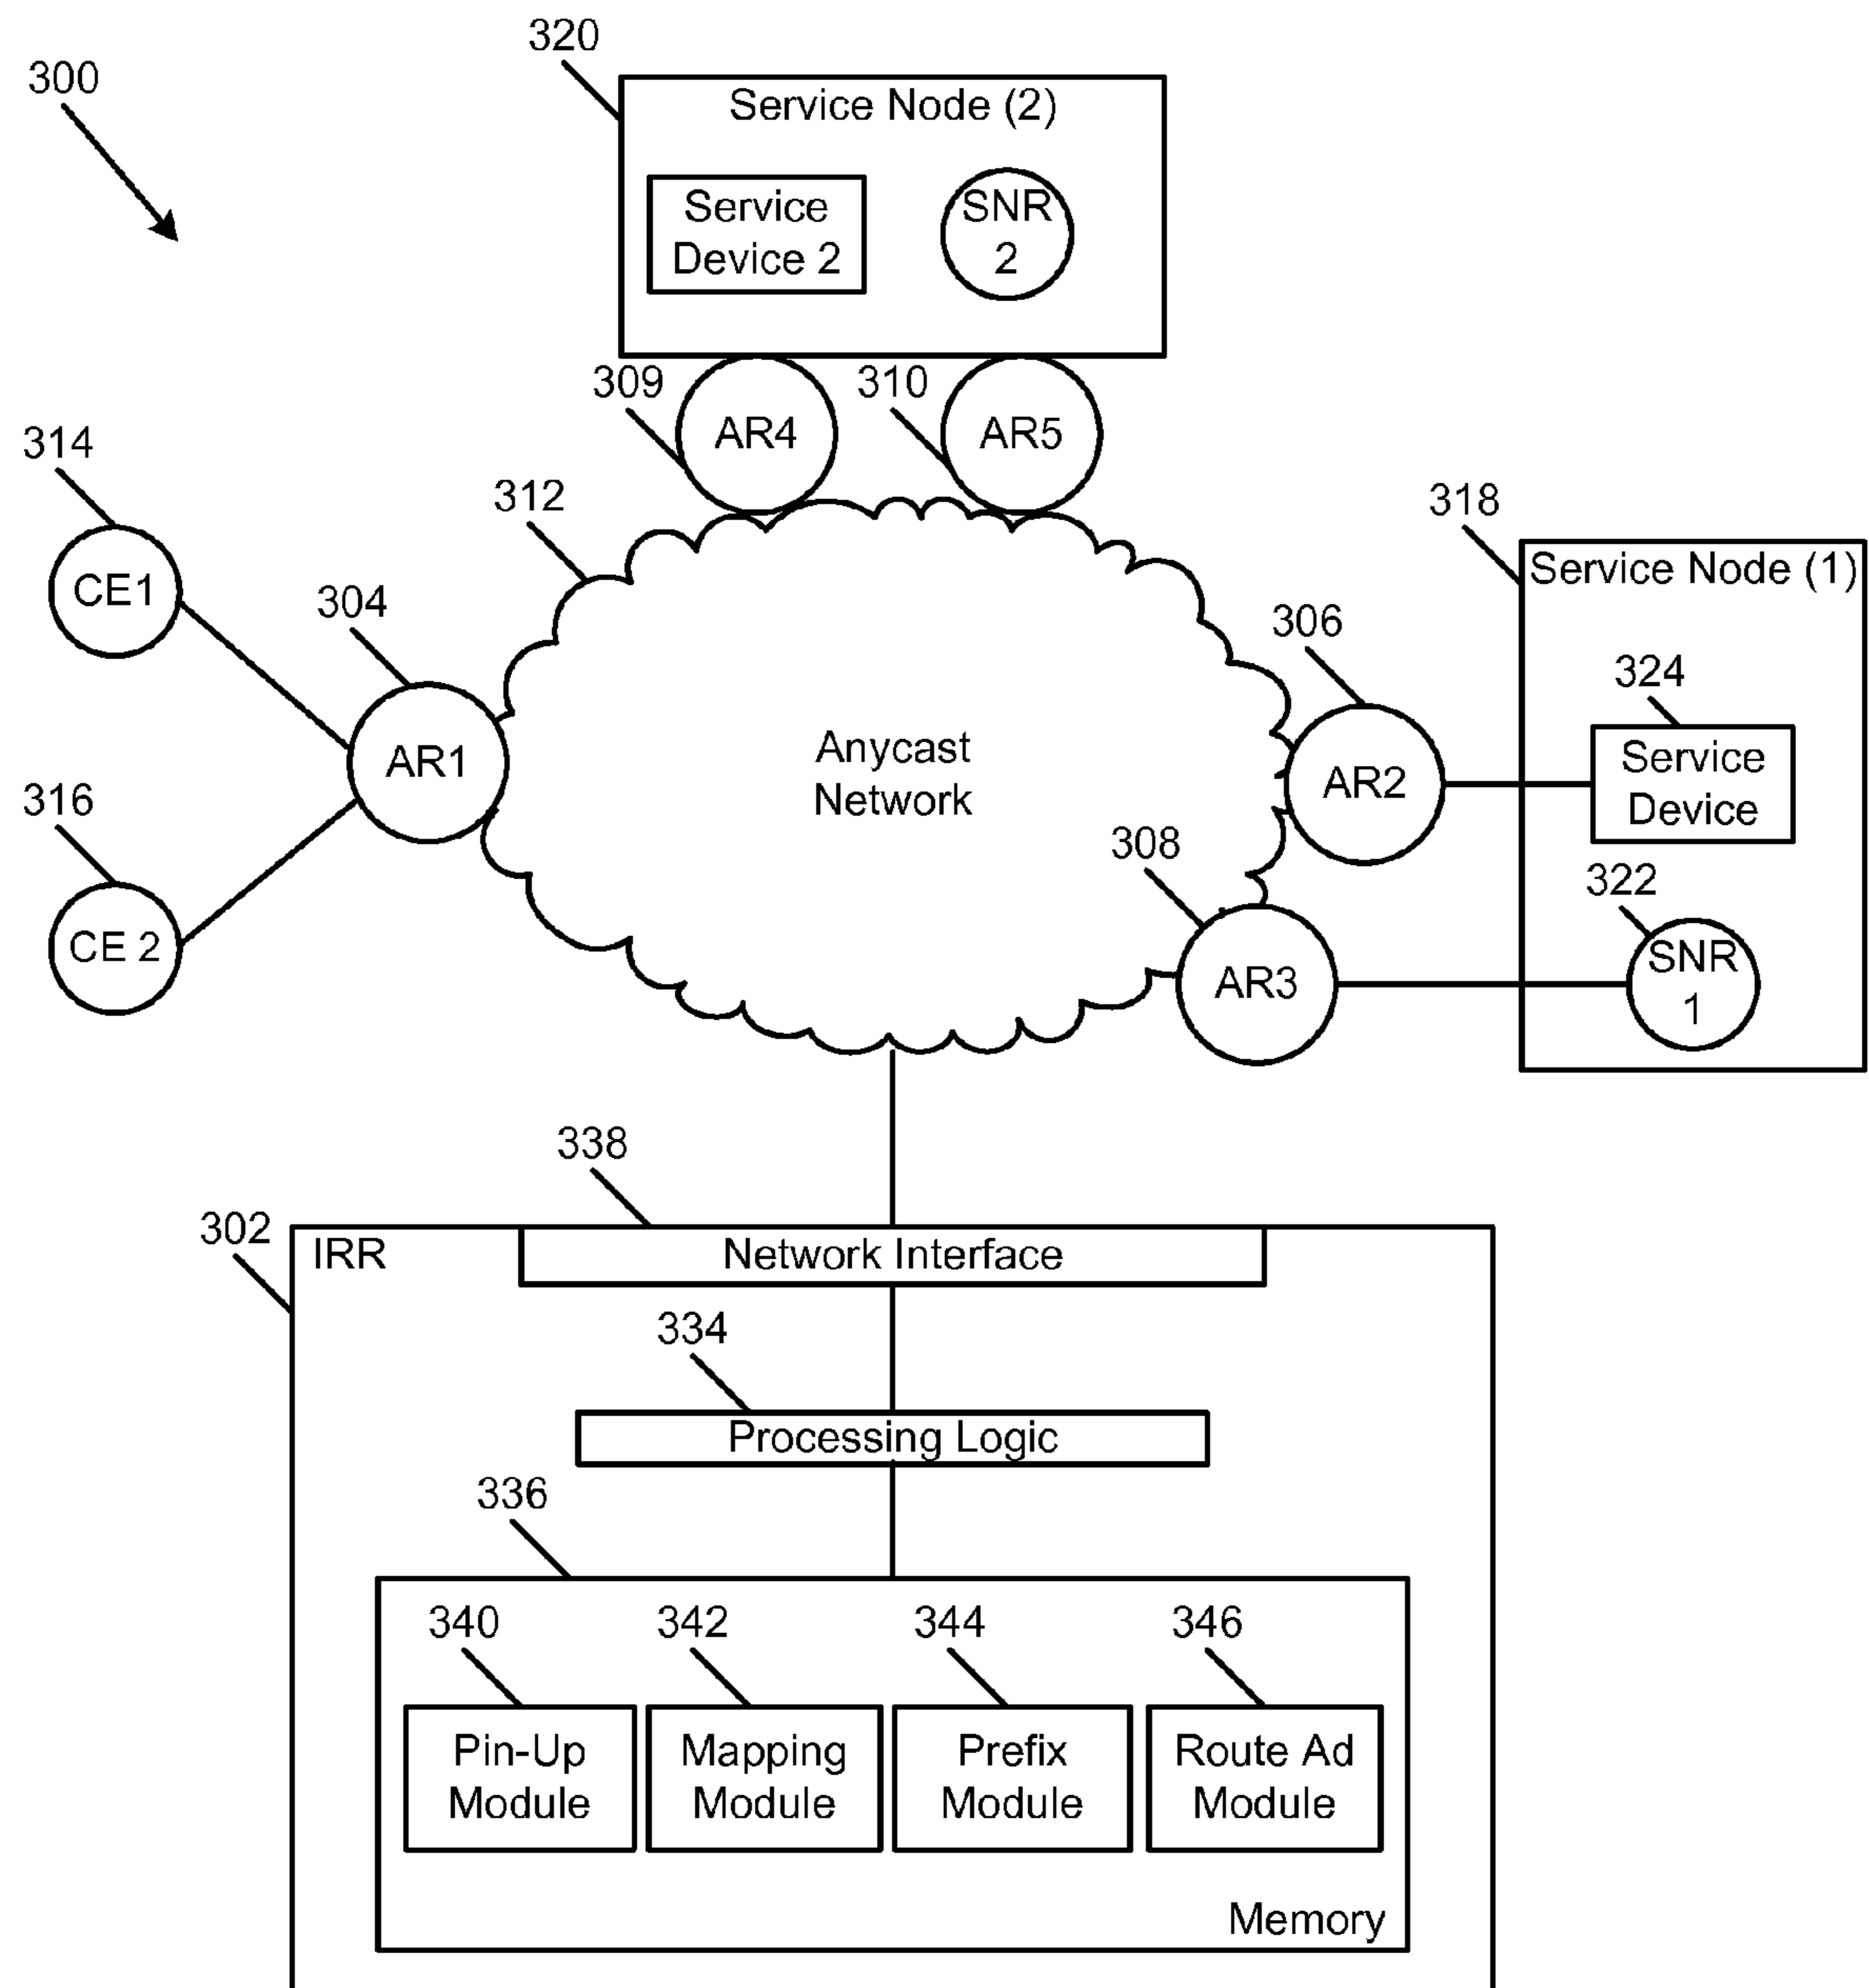 320
300
Service Node (2)
Service
Device 2
SNR
2
309
310
AR4
AR5
314
312
318
CE1
304
Service Node (1)
306
324
AR1
Anycast
Network
AR2
Service
Device
316
308
322
CE 2
AR3
SNR
1
338
302
IRR
Network Interface
334
Processing Logic
336
340
342
344
346
Pin-Up
Module
Mapping
Module
Prefix
Module
Route Ad
Module
Memory